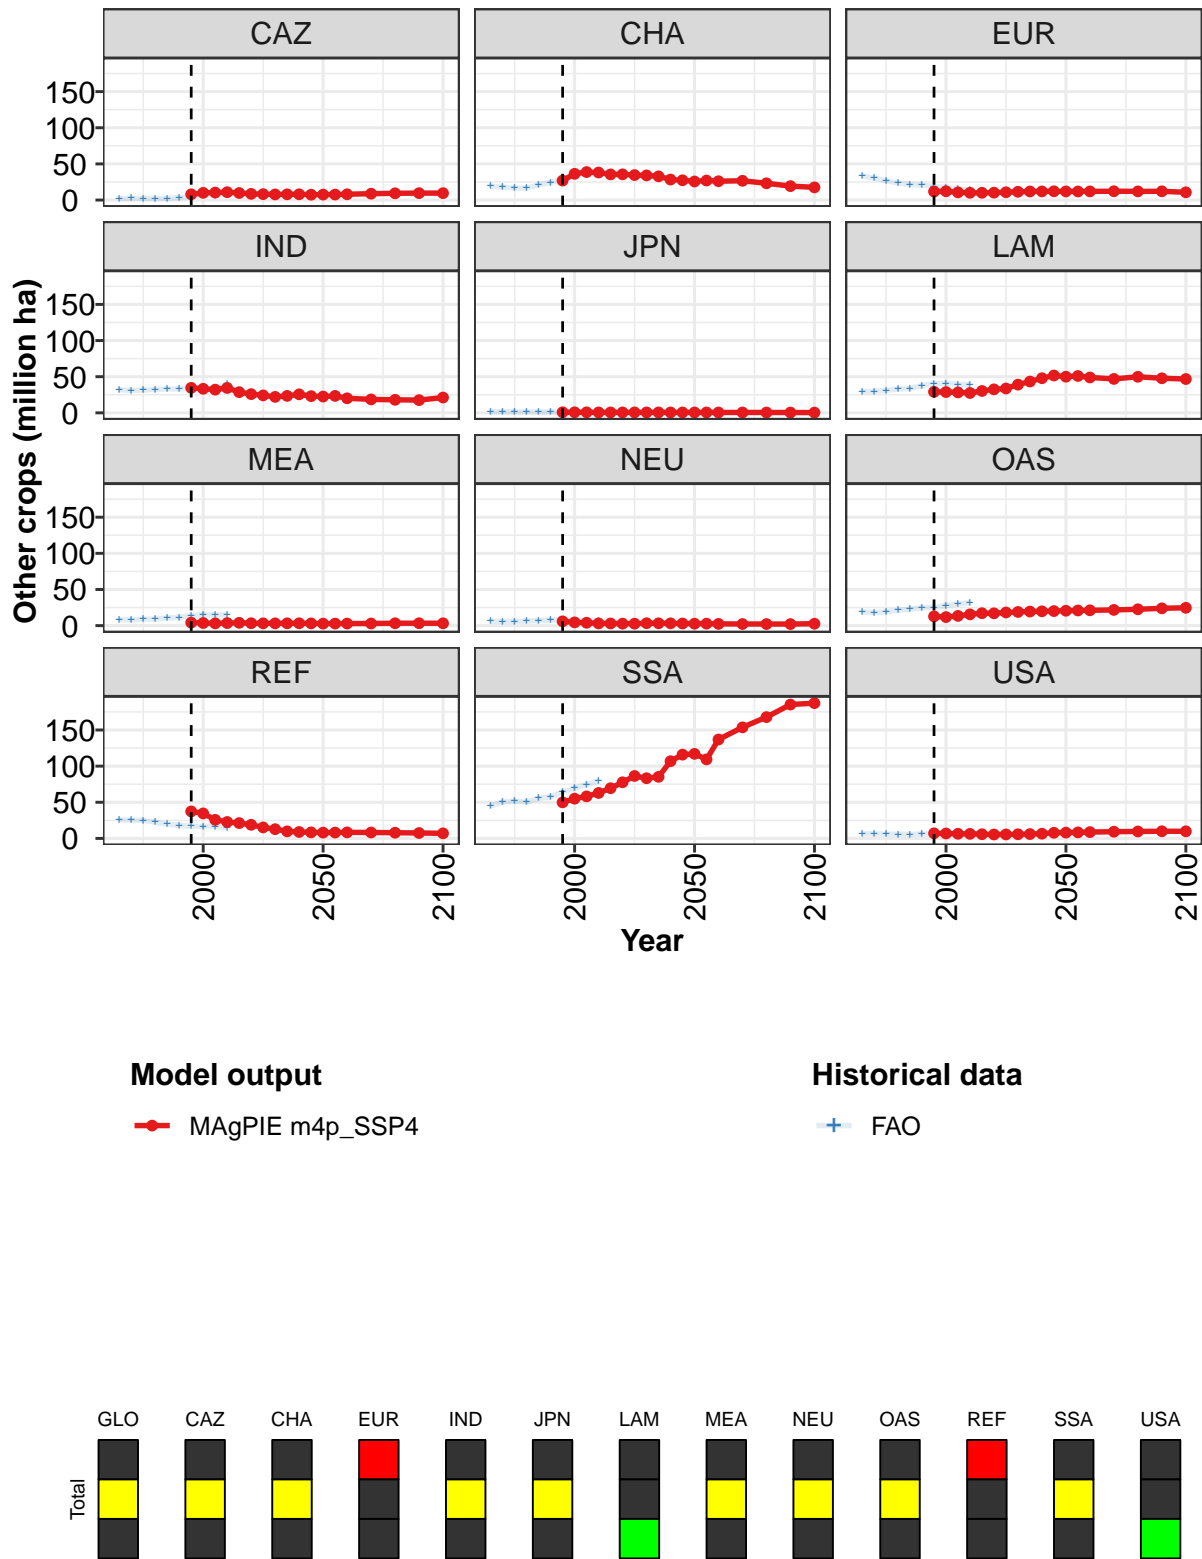 CAZ CHA EUR
150
100
50
0
IND JPN LAM
150
100
50
0
MEA NEU OAS
150
100
50
0
REF SSA USA
150
100
50
0
Other crops (million ha)
2000 2050 2100 2000 2050 2100 2000 2050 2100
Year
Model output Historical data
MAgPIE m4p_SSP4 FAO
GLO CAZ CHA EUR IND JPN LAM MEA NEU OAS REF SSA USA
Total